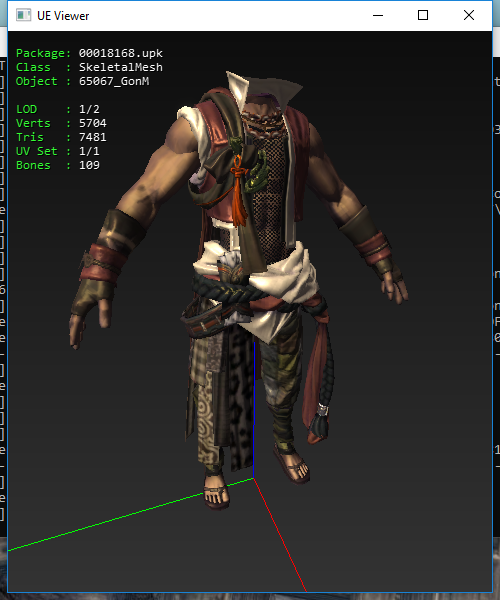 UE Viewer
Package: 00018168.upk
Class  : SkeletalMesh
Object : 65067_GonM
LOD    : 1/2
Verts  : 5704
Tris   : 7481
UV Set : 1/1
Bones  : 109